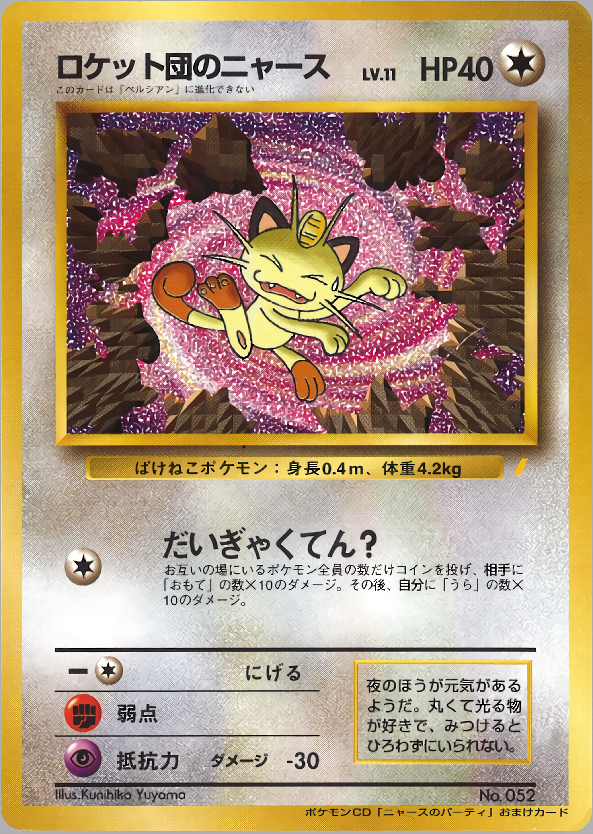 ロケット団のニャース LV.11 HP40
このカードは「ペルシアン」に進化できない
ばけねこポケモン：身長0.4m、体重4.2kg
だいぎゃくてん？
お互いの場にいるポケモン全員の数だけコインを投げ、相手に
「おもて」の数×10のダメージ。その後、自分に「うら」の数×
10のダメージ。
ー にげる
弱点
抵抗力 ダメージ -30
夜のほうが元気がある
ようだ。丸くて光る物
が好きで、みつけると
ひろわずにいられない。
Illus.Kunihiko Yuyama No. 052
ポケモンCD「ニャースのパーティ」おまけカード